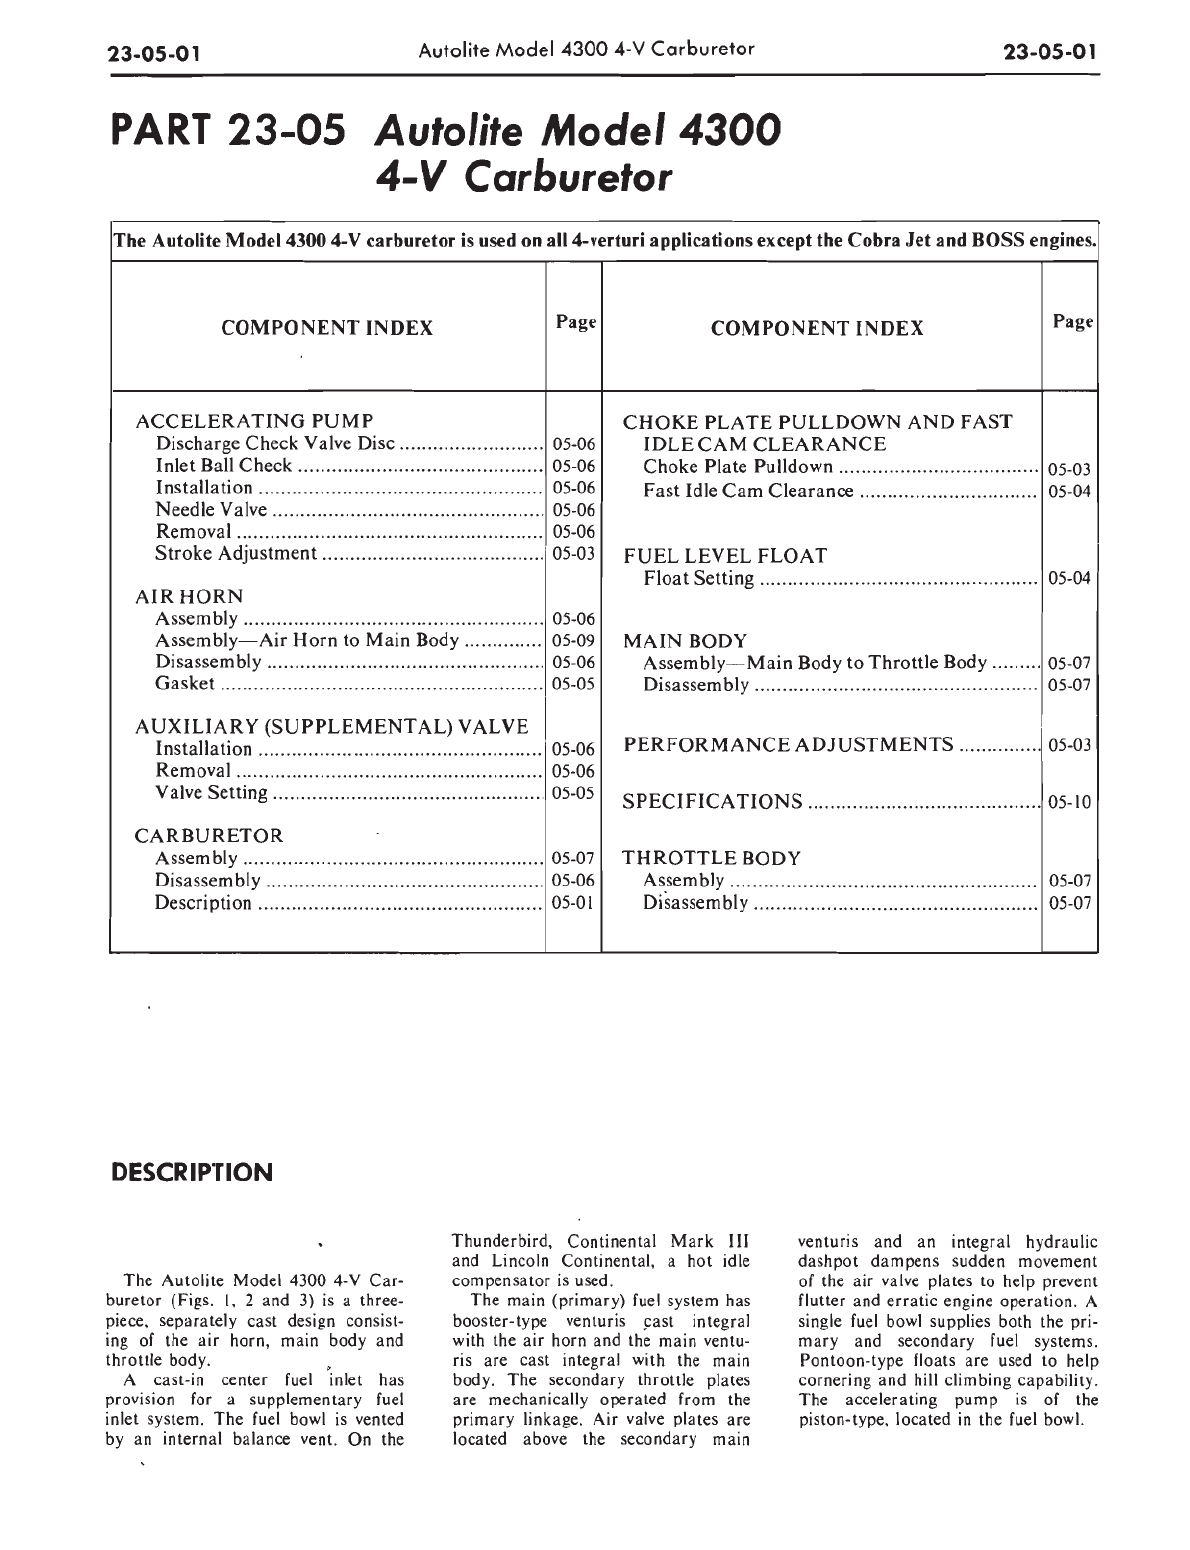 23-05-01 Autolite Model 4300 4-V Carburetor 23-05-01
PART 23-05 Autolite Model 4300
4-V Carburetor
The Autolite Model 4300 4-V carburetor is used on all 4-verturi applications except the Cobra Jet and BOSS engines.
COMPONENT INDEX Page
ACCELERATING PUMP
Discharge Check Valve Disc .......................... 05-06
Inlet Ball Check ............................................ 05-06
Installation ................................................... 05-06
Needle Valve ................................................ 05-06
Removal ....................................................... 05-06
Stroke Adjustment ........................................ 05-03
AIR HORN
Assembly ...................................................... 05-06
Assembly—Air Horn to Main Body .............. 05-09
Disassembly ................................................. 05-06
Gasket .......................................................... 05-05
AUXILIARY (SUPPLEMENTAL) VALVE
Installation ................................................... 05-06
Removal ....................................................... 05-06
Valve Setting ................................................ 05-05
CARBURETOR
Assembly ...................................................... 05-07
Disassembly ................................................. 05-06
Description ................................................... 05-01
COMPONENT INDEX Page
CHOKE PLATE PULLDOWN AND FAST
IDLE CAM CLEARANCE
Choke Plate Pulldown .................................... 05-03
Fast Idle Cam Clearance ................................ 05-04
FUEL LEVEL FLOAT
Float Setting .................................................. 05-04
MAIN BODY
Assembly—Main Body to Throttle Body ......... 05-07
Disassembly ................................................... 05-07
PERFORMANCE ADJUSTMENTS .............. 05-03
SPECIFICATIONS ......................................... 05-10
THROTTLE BODY
Assembly ....................................................... 05-07
Disassembly ................................................... 05-07
DESCRIPTION
The Autolite Model 4300 4-V Car-
buretor (Figs. 1, 2 and 3) is a three-
piece, separately cast design consist-
ing of the air horn, main body and
throttle body.
A cast-in center fuel inlet has
provision for a supplementary fuel
inlet system. The fuel bowl is vented
by an internal balance vent. On the
Thunderbird, Continental Mark III
and Lincoln Continental, a hot idle
compensator is used.
The main (primary) fuel system has
booster-type venturis cast integral
with the air horn and the main ventu-
ris are cast integral with the main
body. The secondary throttle plates
are mechanically operated from the
primary linkage. Air valve plates are
located above the secondary main
venturis and an integral hydraulic
dashpot dampens sudden movement
of the air valve plates to help prevent
flutter and erratic engine operation. A
single fuel bowl supplies both the pri-
mary and secondary fuel systems.
Pontoon-type floats are used to help
cornering and hill climbing capability.
The accelerating pump is of the
piston-type, located in the fuel bowl.